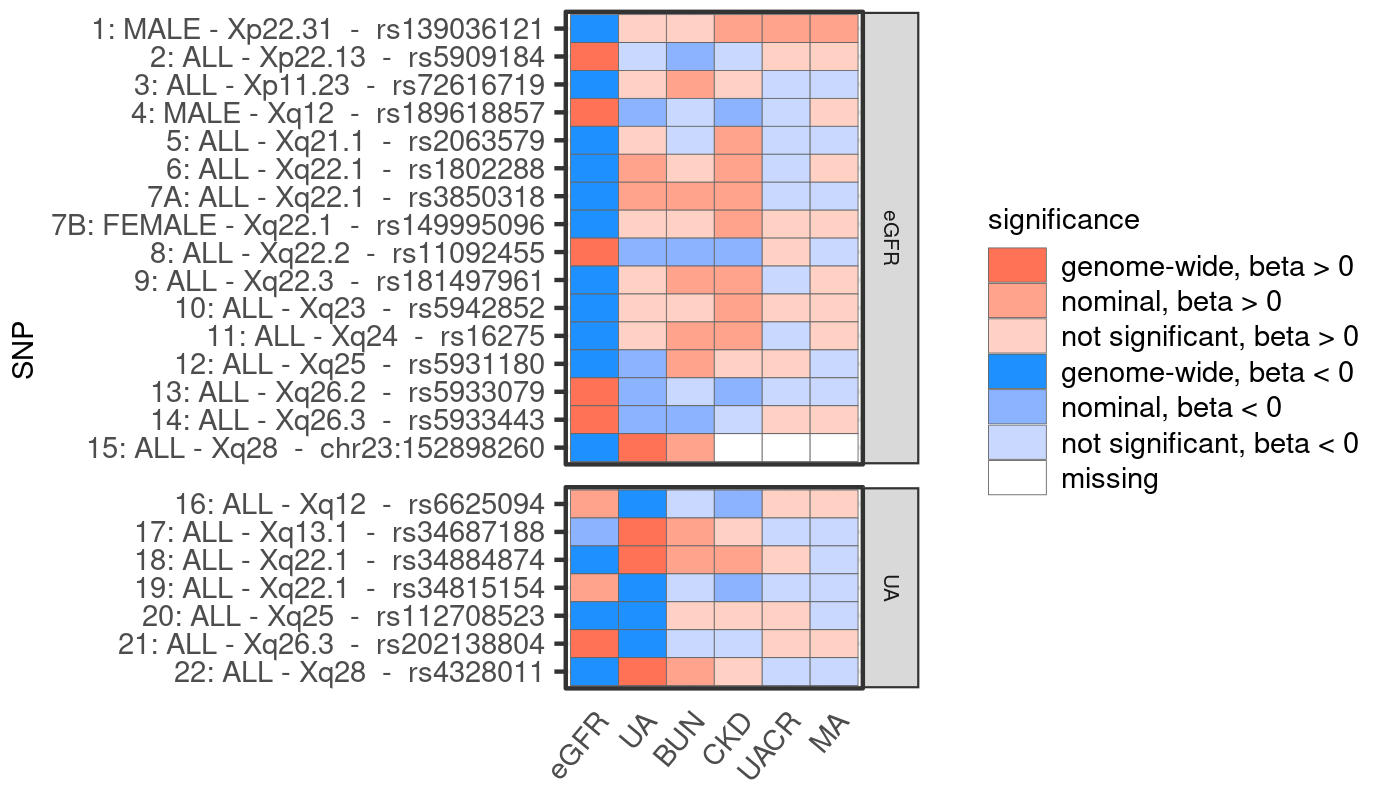 SNP
1: MALE - Xp22.31 - rs139036121
2: ALL - Xp22.13 - rs5909184
3: ALL - Xp11.23 - rs72616719
4: MALE - Xq12 - rs189618857
5: ALL - Xq21.1 - rs2063579
6: ALL - Xq22.1 - rs1802288
7A: ALL - Xq22.1 - rs3850318
7B: FEMALE - Xq22.1 - rs149995096
8: ALL - Xq22.2 - rs11092455
9: ALL - Xq22.3 - rs181497961
10: ALL - Xq23 - rs5942852
11: ALL - Xq24 - rs16275
12: ALL - Xq25 - rs5931180
13: ALL - Xq26.2 - rs5933079
14: ALL - Xq26.3 - rs5933443
15: ALL - Xq28 - chr23:152898260
eGFR
16: ALL - Xq12 - rs6625094
17: ALL - Xq13.1 - rs34687188
18: ALL - Xq22.1 - rs34884874
19: ALL - Xq22.1 - rs34815154
20: ALL - Xq25 - rs112708523
21: ALL - Xq26.3 - rs202138804
22: ALL - Xq28 - rs4328011
UA
eGFR
UA
BUN
CKD
UACR
MA
significance
genome-wide, beta > 0
nominal, beta > 0
not significant, beta > 0
genome-wide, beta < 0
nominal, beta < 0
not significant, beta < 0
missing